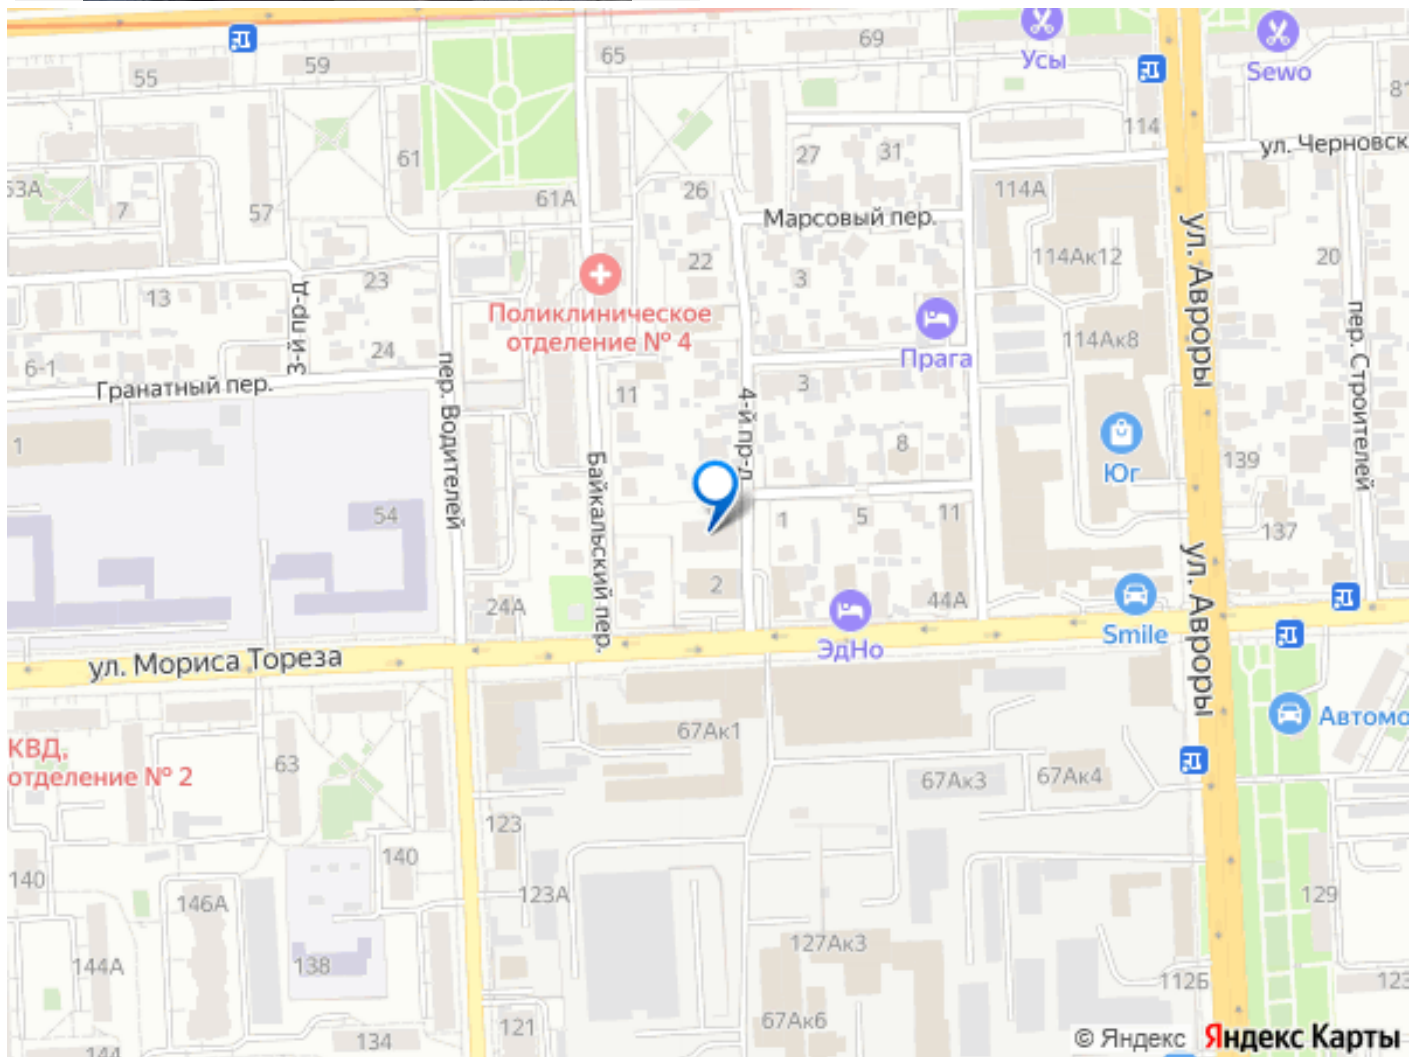 55
59
65
69
Усы
Sewo
81
114
ул. Черновск
27
31
61
53А
7
57
61А
26
114А
Марсовый пер.
ул. Авроры
22
114Ак12
20
23
3
13
3-й пр-д
Поликлиническое
отделение № 4
Прага
114Ак8
пер. Строителей
24
6-1
Гранатный пер.
пер. Водителей
11
3
4-й пр-д
1
8
Юг
139
Байкальский пер.
54
1
5
11
137
2
24А
44А
ЭдНо
Smile
ул. Авроры
ул. Мориса Тореза
67Ак1
Автомо
КВД,
отделение № 2
63
67Ак3
67Ак4
123
140
140
146А
123А
129
127Ак3
144А
138
112Б
123
67Ак6
121
134
144
© Яндекс
Яндекс Карты